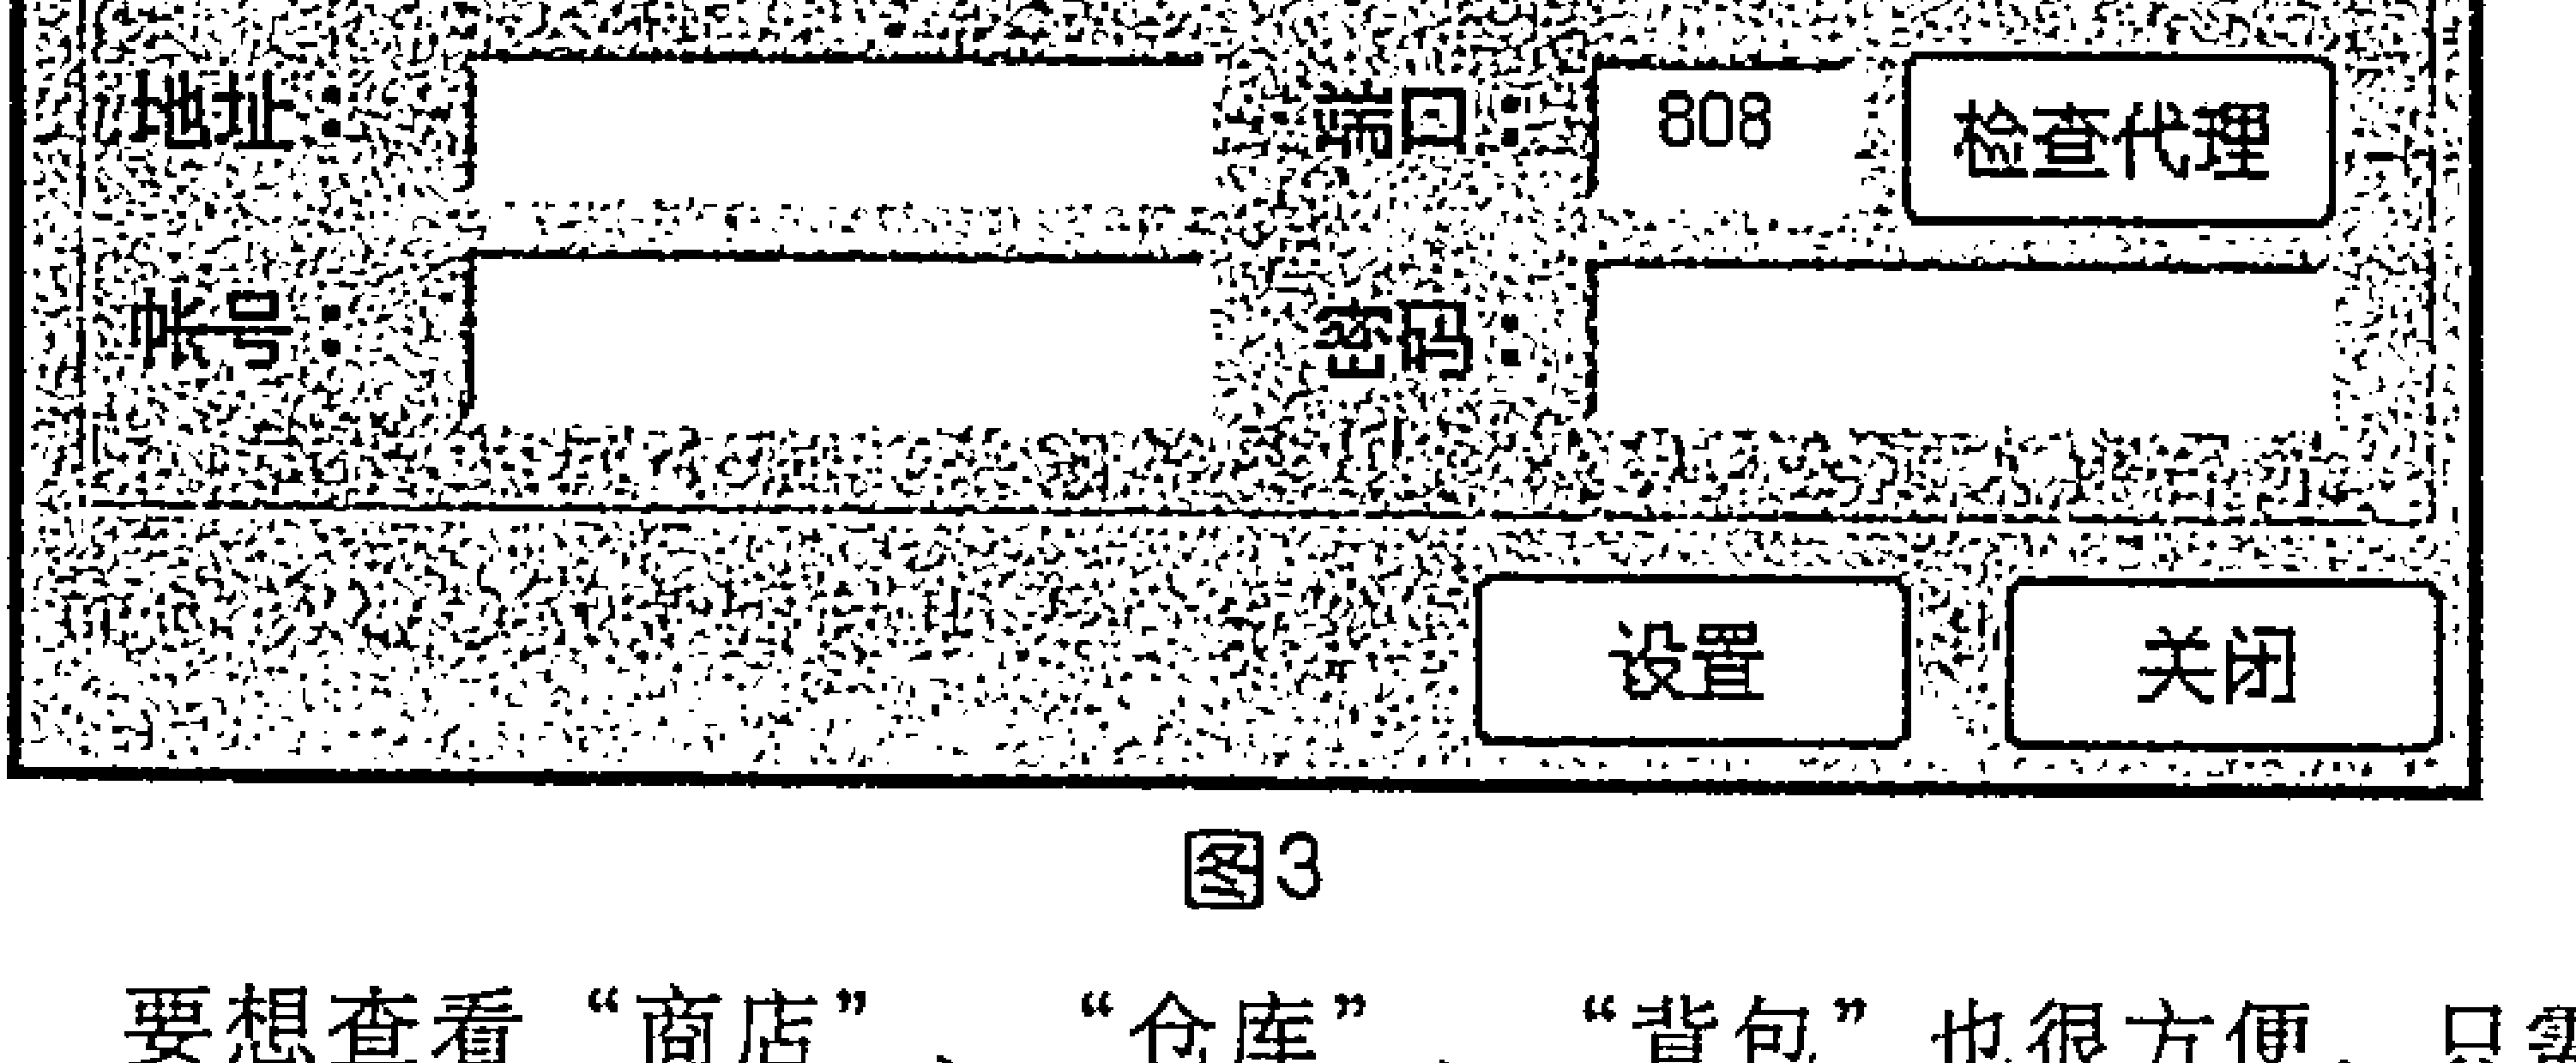 地址： 端口： 808 检查代理
帐号： 密码：
设置 关闭
图3
要想查看“商店”、“仓库”、“背包”也很方便，只需